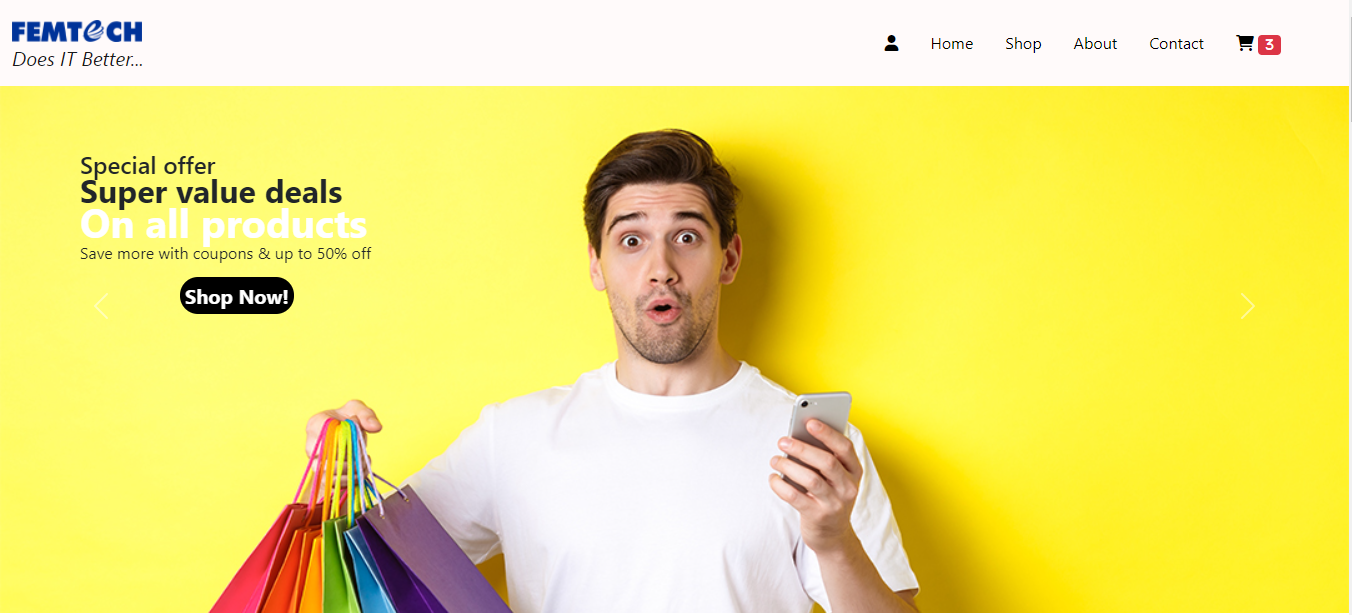 FEMTECH
Does IT Better...
Home
Shop
About
Contact
3
Special offer
Super value deals
On all products
Save more with coupons & up to 50% off
Shop Now!